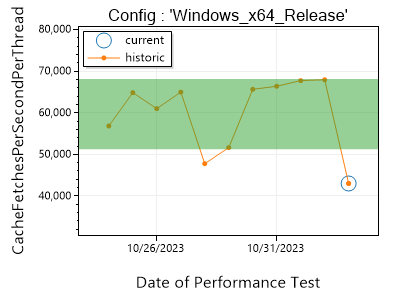 Config : 'Windows_x64_Release'
CacheFetchesPerSecondPerThread
80,000
70,000
60,000
50,000
40,000
current
historic
10/26/2023
10/31/2023
Date of Performance Test